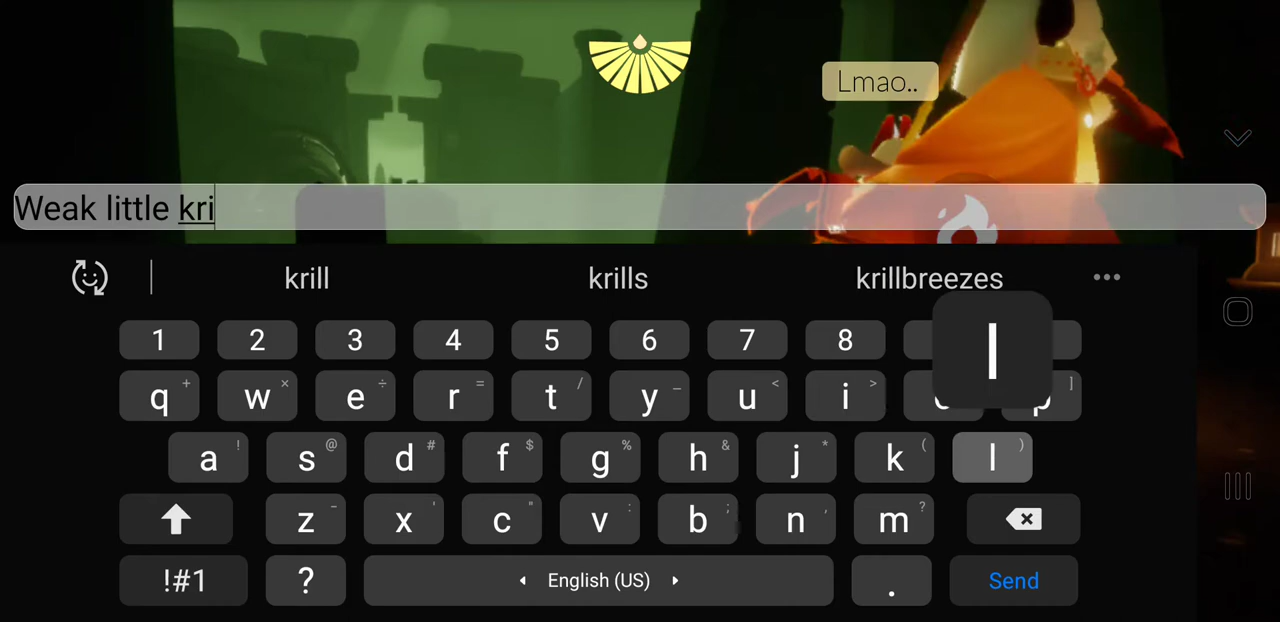 Lmao..
Weak little kri
krill krills krillbreezes
1 2 3 4 5 6 7 8
l
q + w × e ÷ r = t / y _ u < i > p ]
a ! s @ d # f $ g % h & j * k ( l )
z - x ' c " v : b ; n , m ?
!#1 ? English (US) . Send